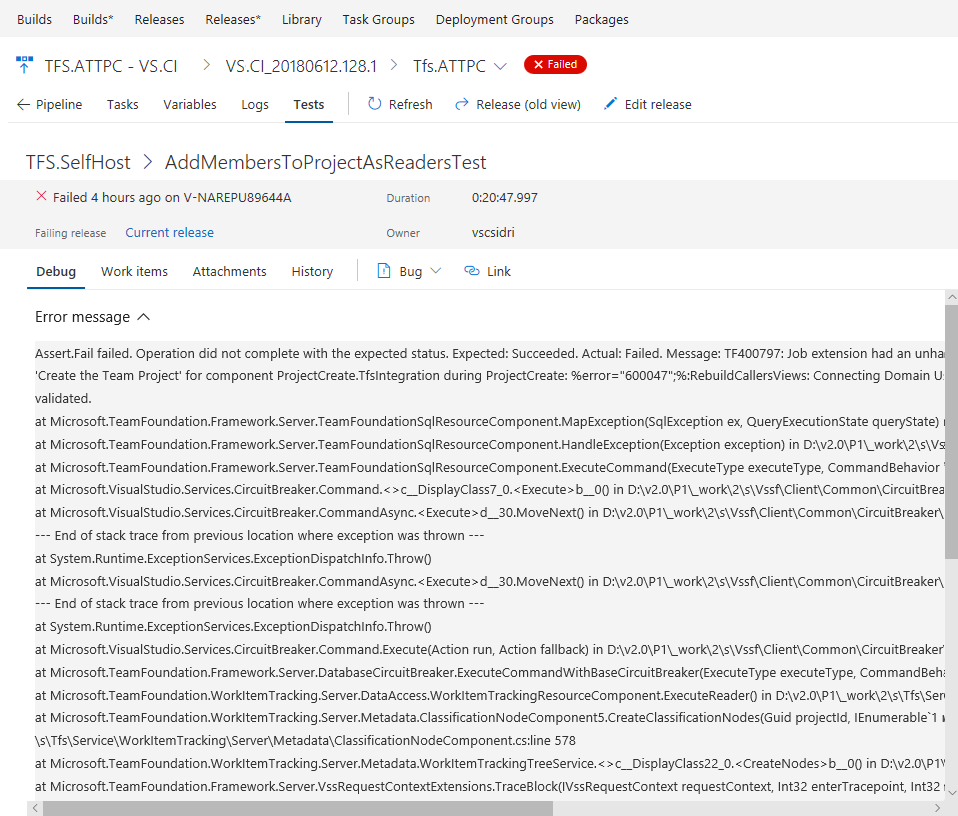 Builds Builds* Releases Releases* Library Task Groups Deployment Groups Packages
TFS.ATTPC - VS.CI VS.CI_20180612.128.1 Tfs.ATTPC Failed
Pipeline Tasks Variables Logs Tests Refresh Release (old view) Edit release
TFS.SelfHost AddMembersToProjectAsReadersTest
Failed 4 hours ago on V-NAREPU89644A Duration 0:20:47.997
Failing release Current release Owner vscsidri
Debug Work items Attachments History Bug Link
Error message
Assert.Fail failed. Operation did not complete with the expected status. Expected: Succeeded. Actual: Failed. Message: TF400797: Job extension had an
'Create the Team Project' for component ProjectCreate.TfsIntegration during ProjectCreate: %error="600047";%:RebuildCallersViews: Connecting Domain
validated.
at Microsoft.TeamFoundation.Framework.Server.TeamFoundationSqlResourceComponent.MapException(SqlException ex, QueryExecutionState queryState)
at Microsoft.TeamFoundation.Framework.Server.TeamFoundationSqlResourceComponent.HandleException(Exception exception) in D:\v2.0\P1\_work\2\s\Vs
at Microsoft.TeamFoundation.Framework.Server.TeamFoundationSqlResourceComponent.ExecuteCommand(ExecuteType executeType, CommandBehavior
at Microsoft.VisualStudio.Services.CircuitBreaker.Command.<>c__DisplayClass7_0.<Execute>b__0() in D:\v2.0\P1\_work\2\s\Vssf\Client\Common\CircuitBrea
at Microsoft.VisualStudio.Services.CircuitBreaker.CommandAsync.<Execute>d__30.MoveNext() in D:\v2.0\P1\_work\2\s\Vssf\Client\Common\CircuitBreaker\
--- End of stack trace from previous location where exception was thrown ---
at System.Runtime.ExceptionServices.ExceptionDispatchInfo.Throw()
at Microsoft.VisualStudio.Services.CircuitBreaker.CommandAsync.<Execute>d__30.MoveNext() in D:\v2.0\P1\_work\2\s\Vssf\Client\Common\CircuitBreaker\
--- End of stack trace from previous location where exception was thrown ---
at System.Runtime.ExceptionServices.ExceptionDispatchInfo.Throw()
at Microsoft.VisualStudio.Services.CircuitBreaker.Command.Execute(Action run, Action fallback) in D:\v2.0\P1\_work\2\s\Vssf\Client\Common\CircuitBreaker\
at Microsoft.TeamFoundation.Framework.Server.DatabaseCircuitBreaker.ExecuteCommandWithBaseCircuitBreaker(ExecuteType executeType, CommandBeh
at Microsoft.TeamFoundation.WorkItemTracking.Server.DataAccess.WorkItemTrackingResourceComponent.ExecuteReader() in D:\v2.0\P1\_work\2\s\Tfs\Ser
at Microsoft.TeamFoundation.WorkItemTracking.Server.Metadata.ClassificationNodeComponent5.CreateClassificationNodes(Guid projectId, IEnumerable`1
\s\Tfs\Service\WorkItemTracking\Server\Metadata\ClassificationNodeComponent.cs:line 578
at Microsoft.TeamFoundation.WorkItemTracking.Server.Metadata.WorkItemTrackingTreeService.<>c__DisplayClass22_0.<CreateNodes>b__0() in D:\v2.0\P1\
at Microsoft.TeamFoundation.Framework.Server.VssRequestContextExtensions.TraceBlock(IVssRequestContext requestContext, Int32 enterTracepoint, Int32